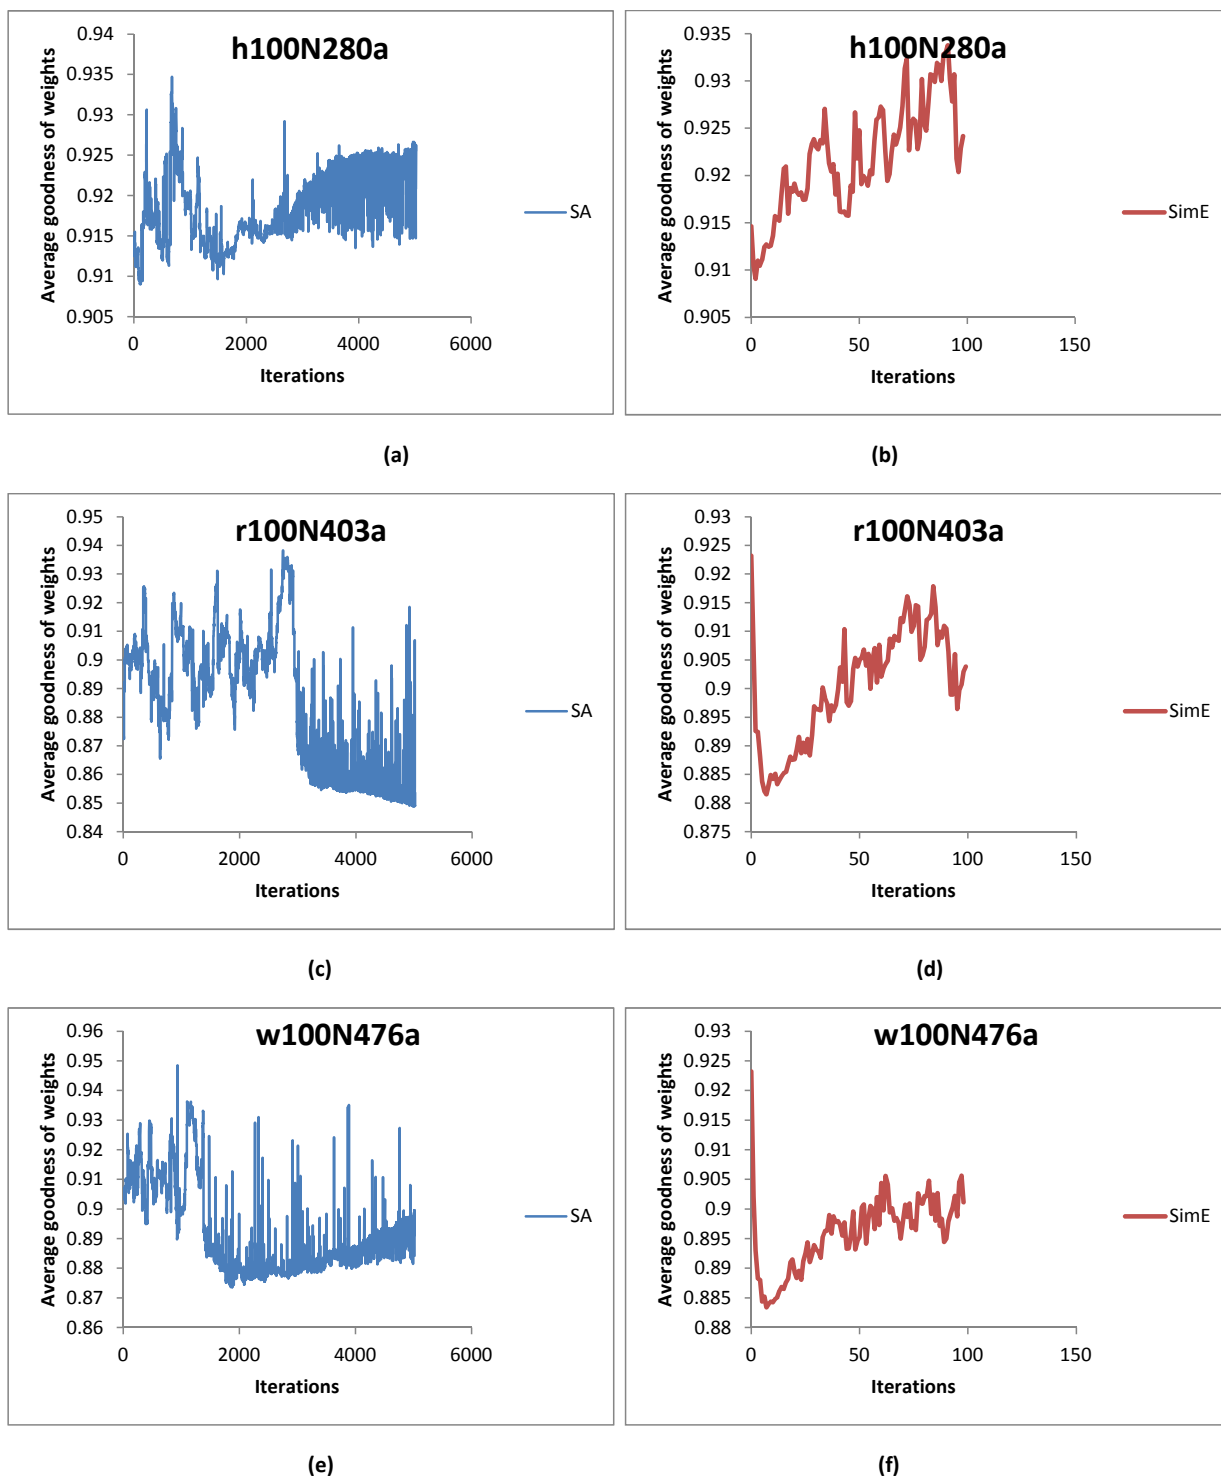 h100N280a
Average goodness of weights
0.94
0.935
0.93
0.925
0.92
0.915
0.91
0.905
0 2000 4000 6000
Iterations
SA
(a)
h100N280a
Average goodness of weights
0.935
0.93
0.925
0.92
0.915
0.91
0.905
0 50 100 150
Iterations
SimE
(b)
r100N403a
Average goodness of weights
0.95
0.94
0.93
0.92
0.91
0.9
0.89
0.88
0.87
0.86
0.85
0.84
0 2000 4000 6000
Iterations
SA
(c)
r100N403a
Average goodness of weights
0.93
0.925
0.92
0.915
0.91
0.905
0.9
0.895
0.89
0.885
0.88
0.875
0 50 100 150
Iterations
SimE
(d)
w100N476a
Average goodness of weights
0.96
0.95
0.94
0.93
0.92
0.91
0.9
0.89
0.88
0.87
0.86
0 2000 4000 6000
Iterations
SA
(e)
w100N476a
Average goodness of weights
0.93
0.925
0.92
0.915
0.91
0.905
0.9
0.895
0.89
0.885
0.88
0 50 100 150
Iterations
SimE
(f)